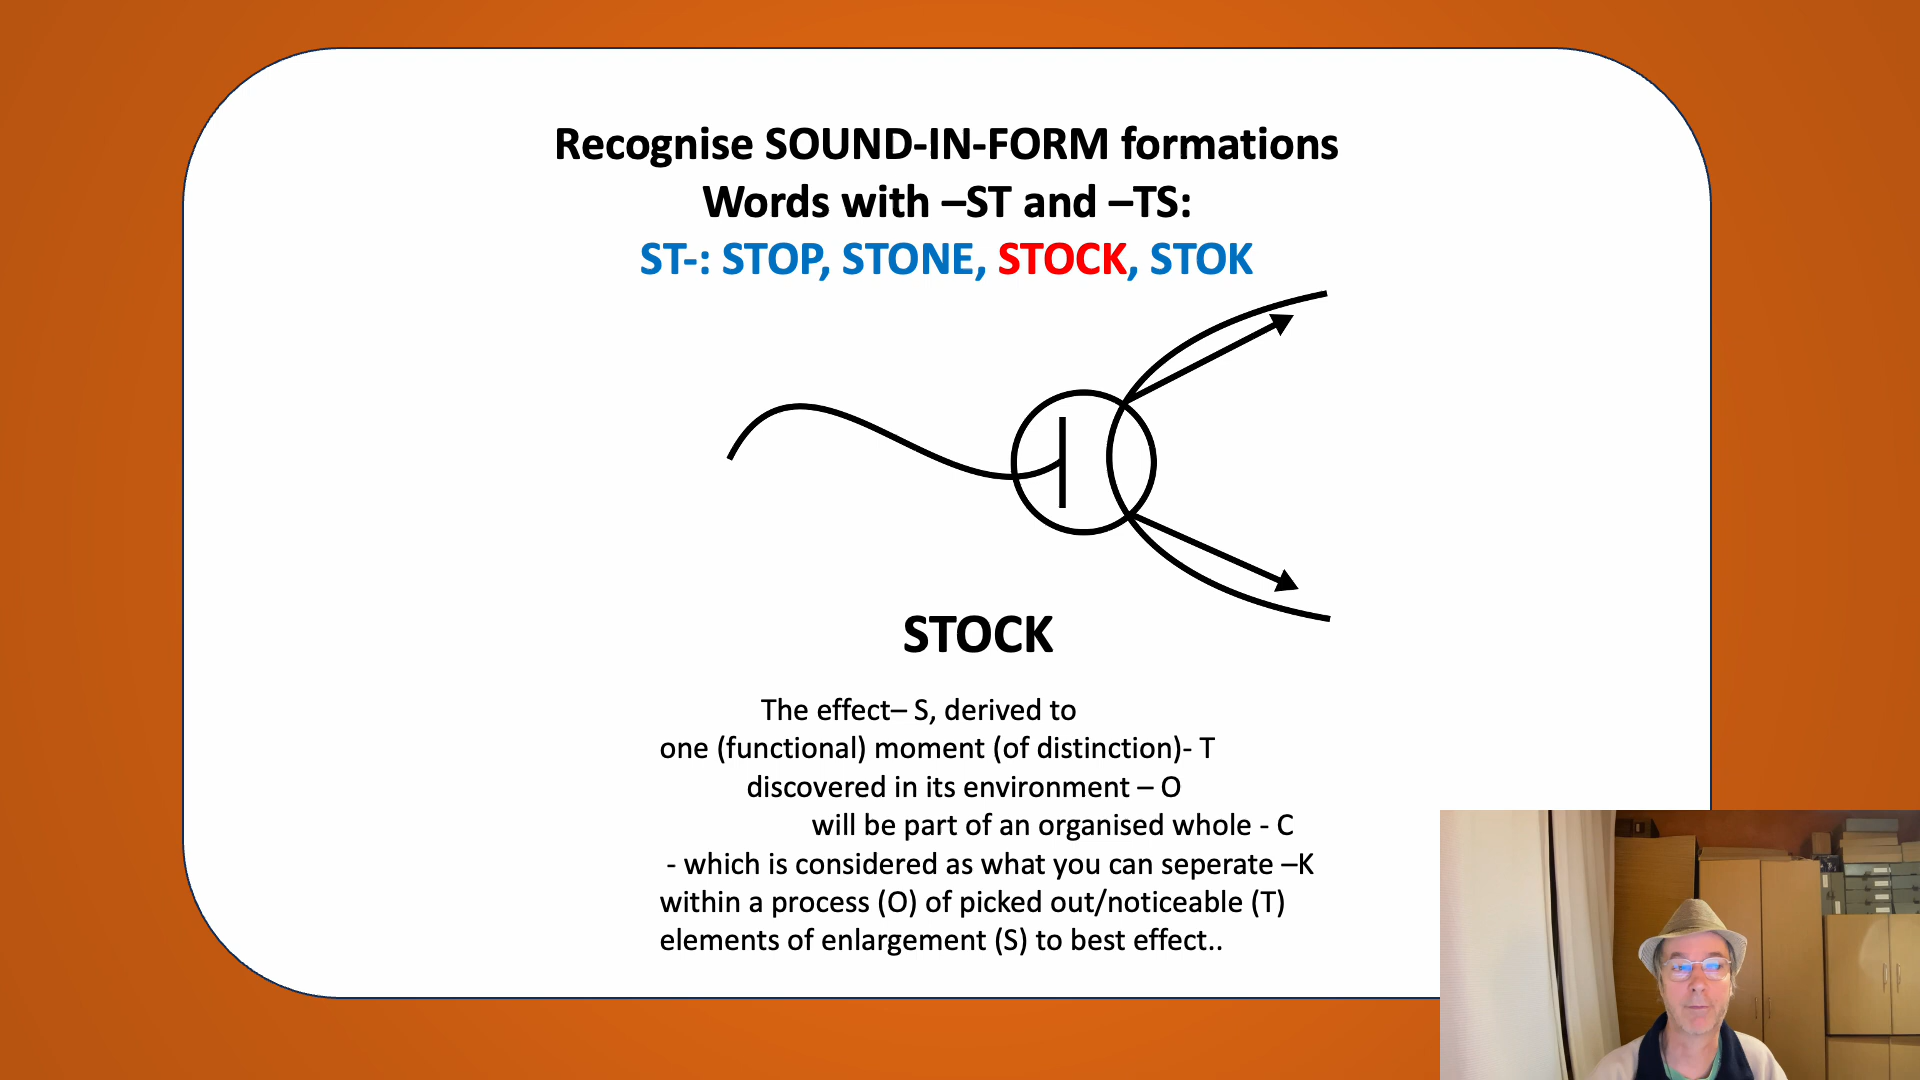 Recognise SOUND-IN-FORM formations
Words with –ST and –TS:
ST-: STOP, STONE, STOCK, STOK
STOCK
The effect– S, derived to
one (functional) moment (of distinction)- T
discovered in its environment – O
will be part of an organised whole - C
- which is considered as what you can seperate –K
within a process (O) of picked out/noticeable (T)
elements of enlargement (S) to best effect..